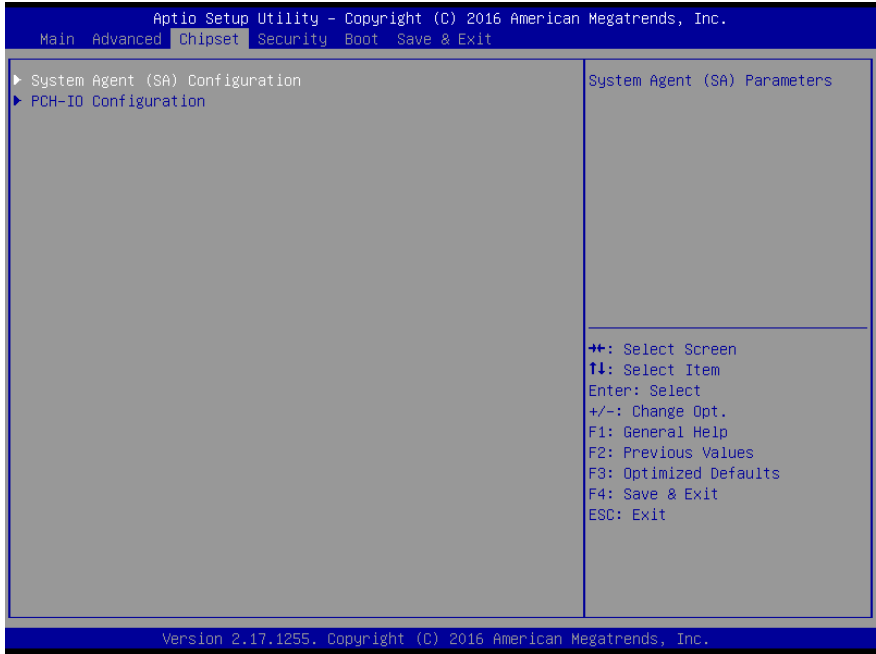 Aptio Setup Utility – Copyright (C) 2016 American Megatrends, Inc.
Main Advanced Chipset Security Boot Save & Exit
▶ System Agent (SA) Configuration
▶ PCH-IO Configuration
System Agent (SA) Parameters
→←: Select Screen
↑↓: Select Item
Enter: Select
+/-: Change Opt.
F1: General Help
F2: Previous Values
F3: Optimized Defaults
F4: Save & Exit
ESC: Exit
Version 2.17.1255. Copyright (C) 2016 American Megatrends, Inc.